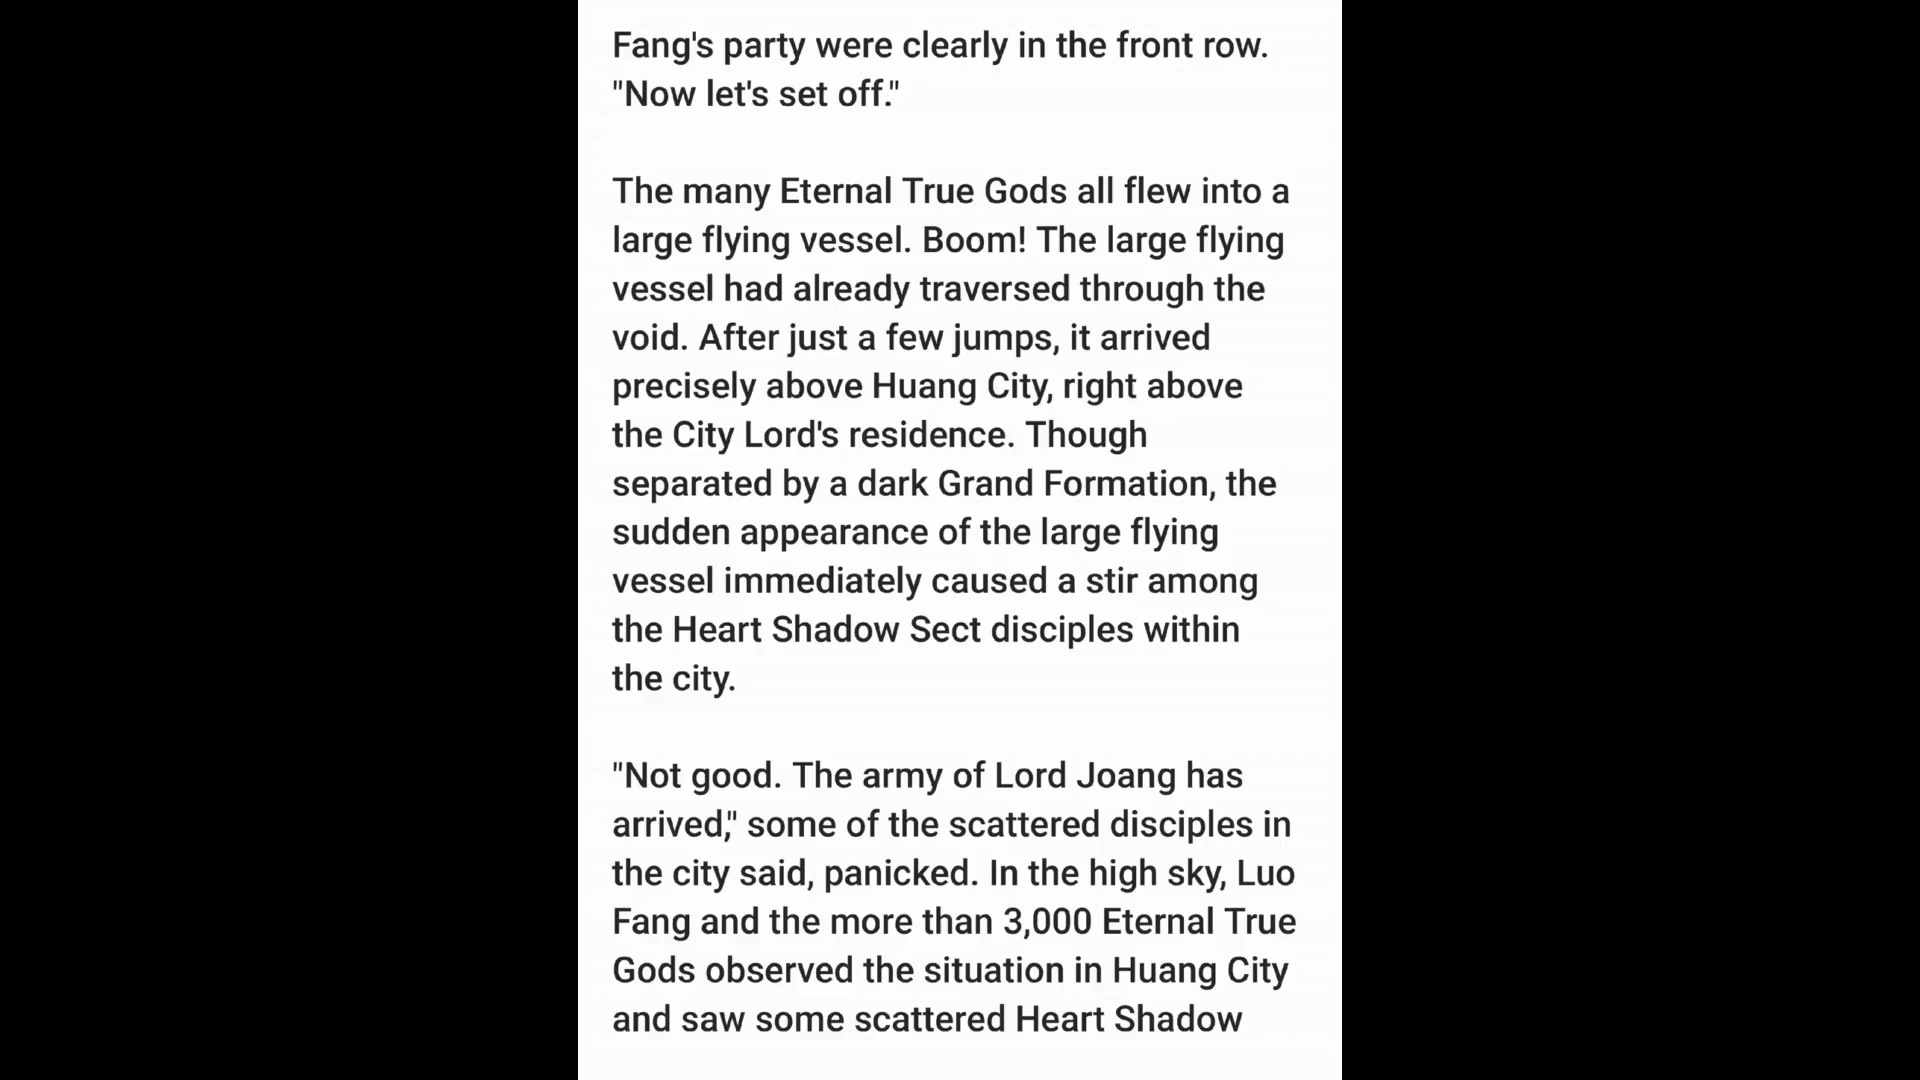 Fang's party were clearly in the front row.
"Now let's set off."
The many Eternal True Gods all flew into a
large flying vessel. Boom! The large flying
vessel had already traversed through the
void. After just a few jumps, it arrived
precisely above Huang City, right above
the City Lord's residence. Though
separated by a dark Grand Formation, the
sudden appearance of the large flying
vessel immediately caused a stir among
the Heart Shadow Sect disciples within
the city.
"Not good. The army of Lord Joang has
arrived," some of the scattered disciples in
the city said, panicked. In the high sky, Luo
Fang and the more than 3,000 Eternal True
Gods observed the situation in Huang City
and saw some scattered Heart Shadow